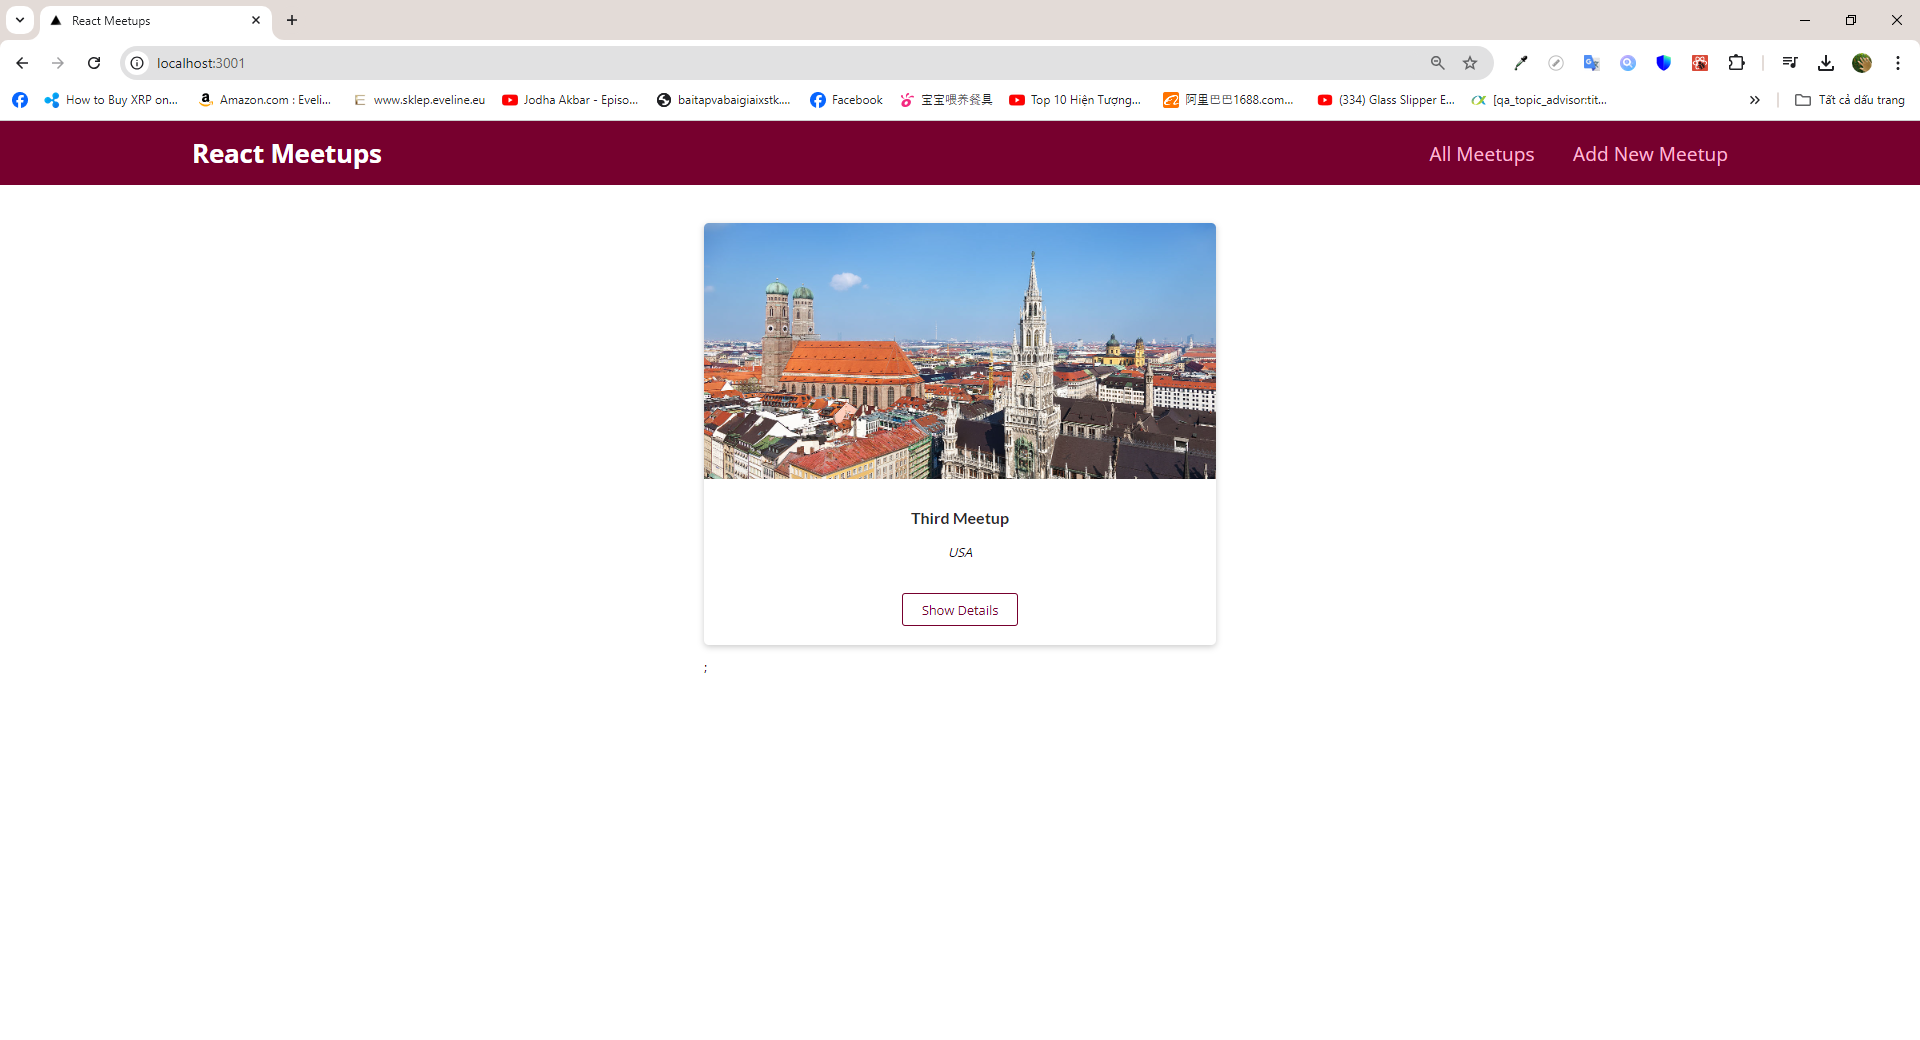 React Meetups
localhost:3001
How to Buy XRP on...
Amazon.com : Eveli...
www.sklep.eveline.eu
Jodha Akbar - Episo...
baitapvabaigiaixstk....
Facebook
宝宝喂养餐具
Top 10 Hiện Tượng...
阿里巴巴1688.com...
(334) Glass Slipper E...
[qa_topic_advisor:tit...
Tất cả dấu trang
React Meetups
All Meetups
Add New Meetup
Third Meetup
USA
Show Details
;